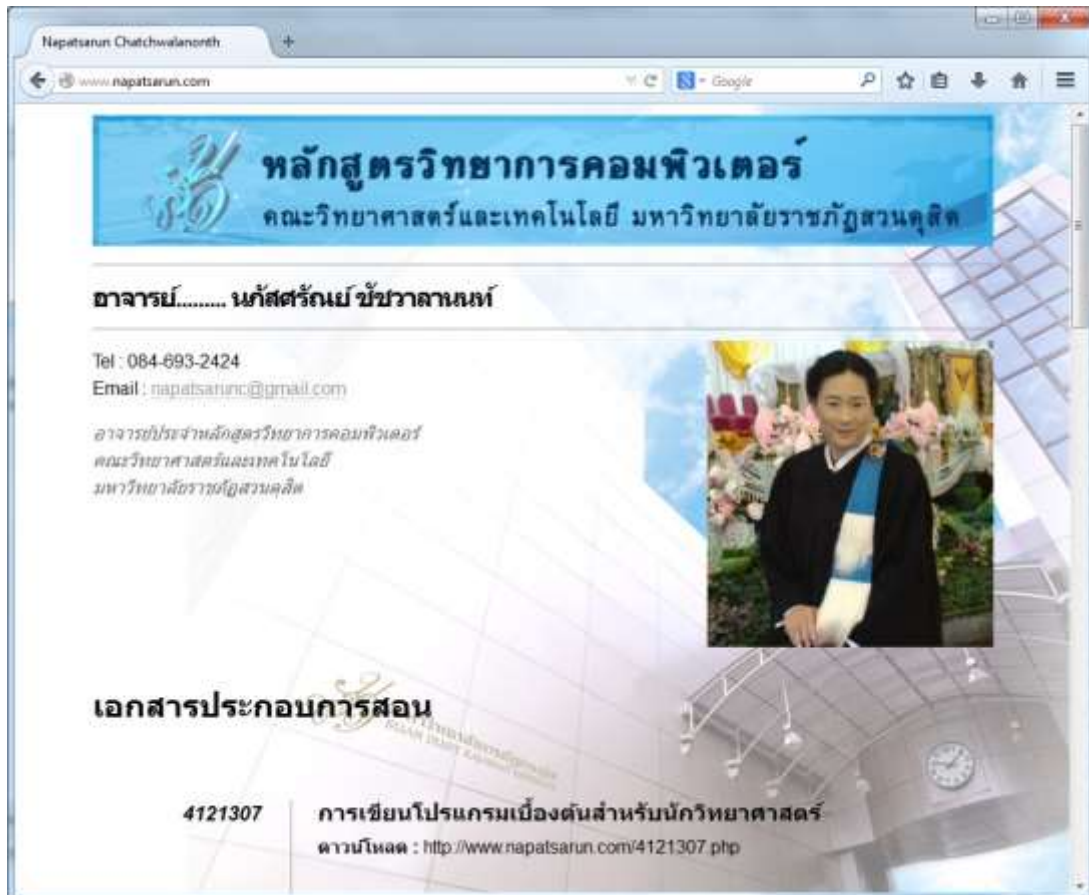 Napatsarun Chatchwalanonth
www.napatsarun.com
Google
หลักสูตรวิทยาการคอมพิวเตอร์
คณะวิทยาศาสตร์และเทคโนโลยี มหาวิทยาลัยราชภัฏสวนดุสิต
อาจารย์......... นภัสศรัณย์ ชัชวาลานนท์
Tel : 084-693-2424
Email : napatsarunc@gmail.com
อาจารย์ประจำหลักสูตรวิทยาการคอมพิวเตอร์
คณะวิทยาศาสตร์และเทคโนโลยี
มหาวิทยาลัยราชภัฏสวนดุสิต
เอกสารประกอบการสอน
4121307 การเขียนโปรแกรมเบื้องต้นสำหรับนักวิทยาศาสตร์
ดาวน์โหลด : http://www.napatsarun.com/4121307.php